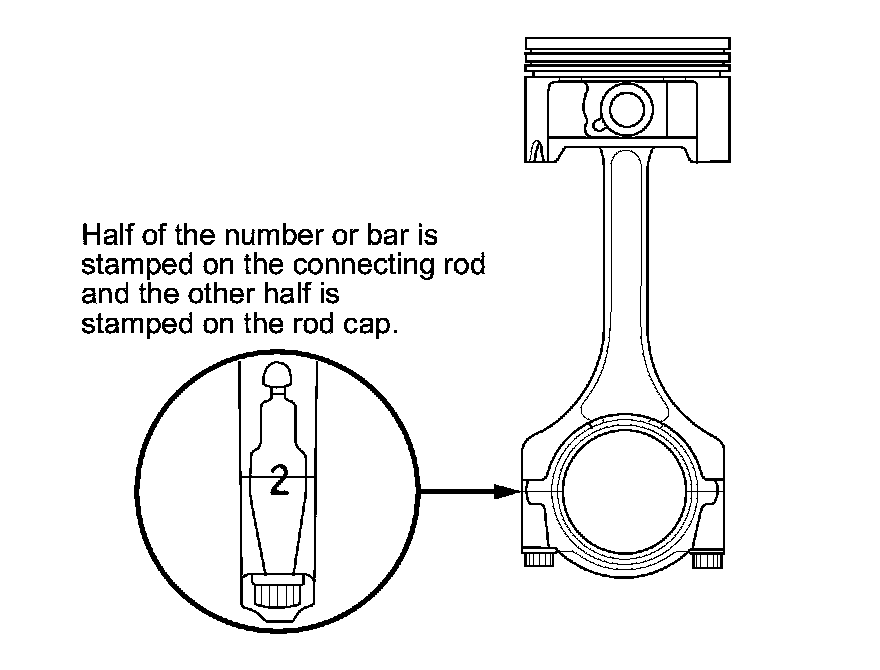 Half of the number or bar is
stamped on the connecting rod
and the other half is
stamped on the rod cap.
2